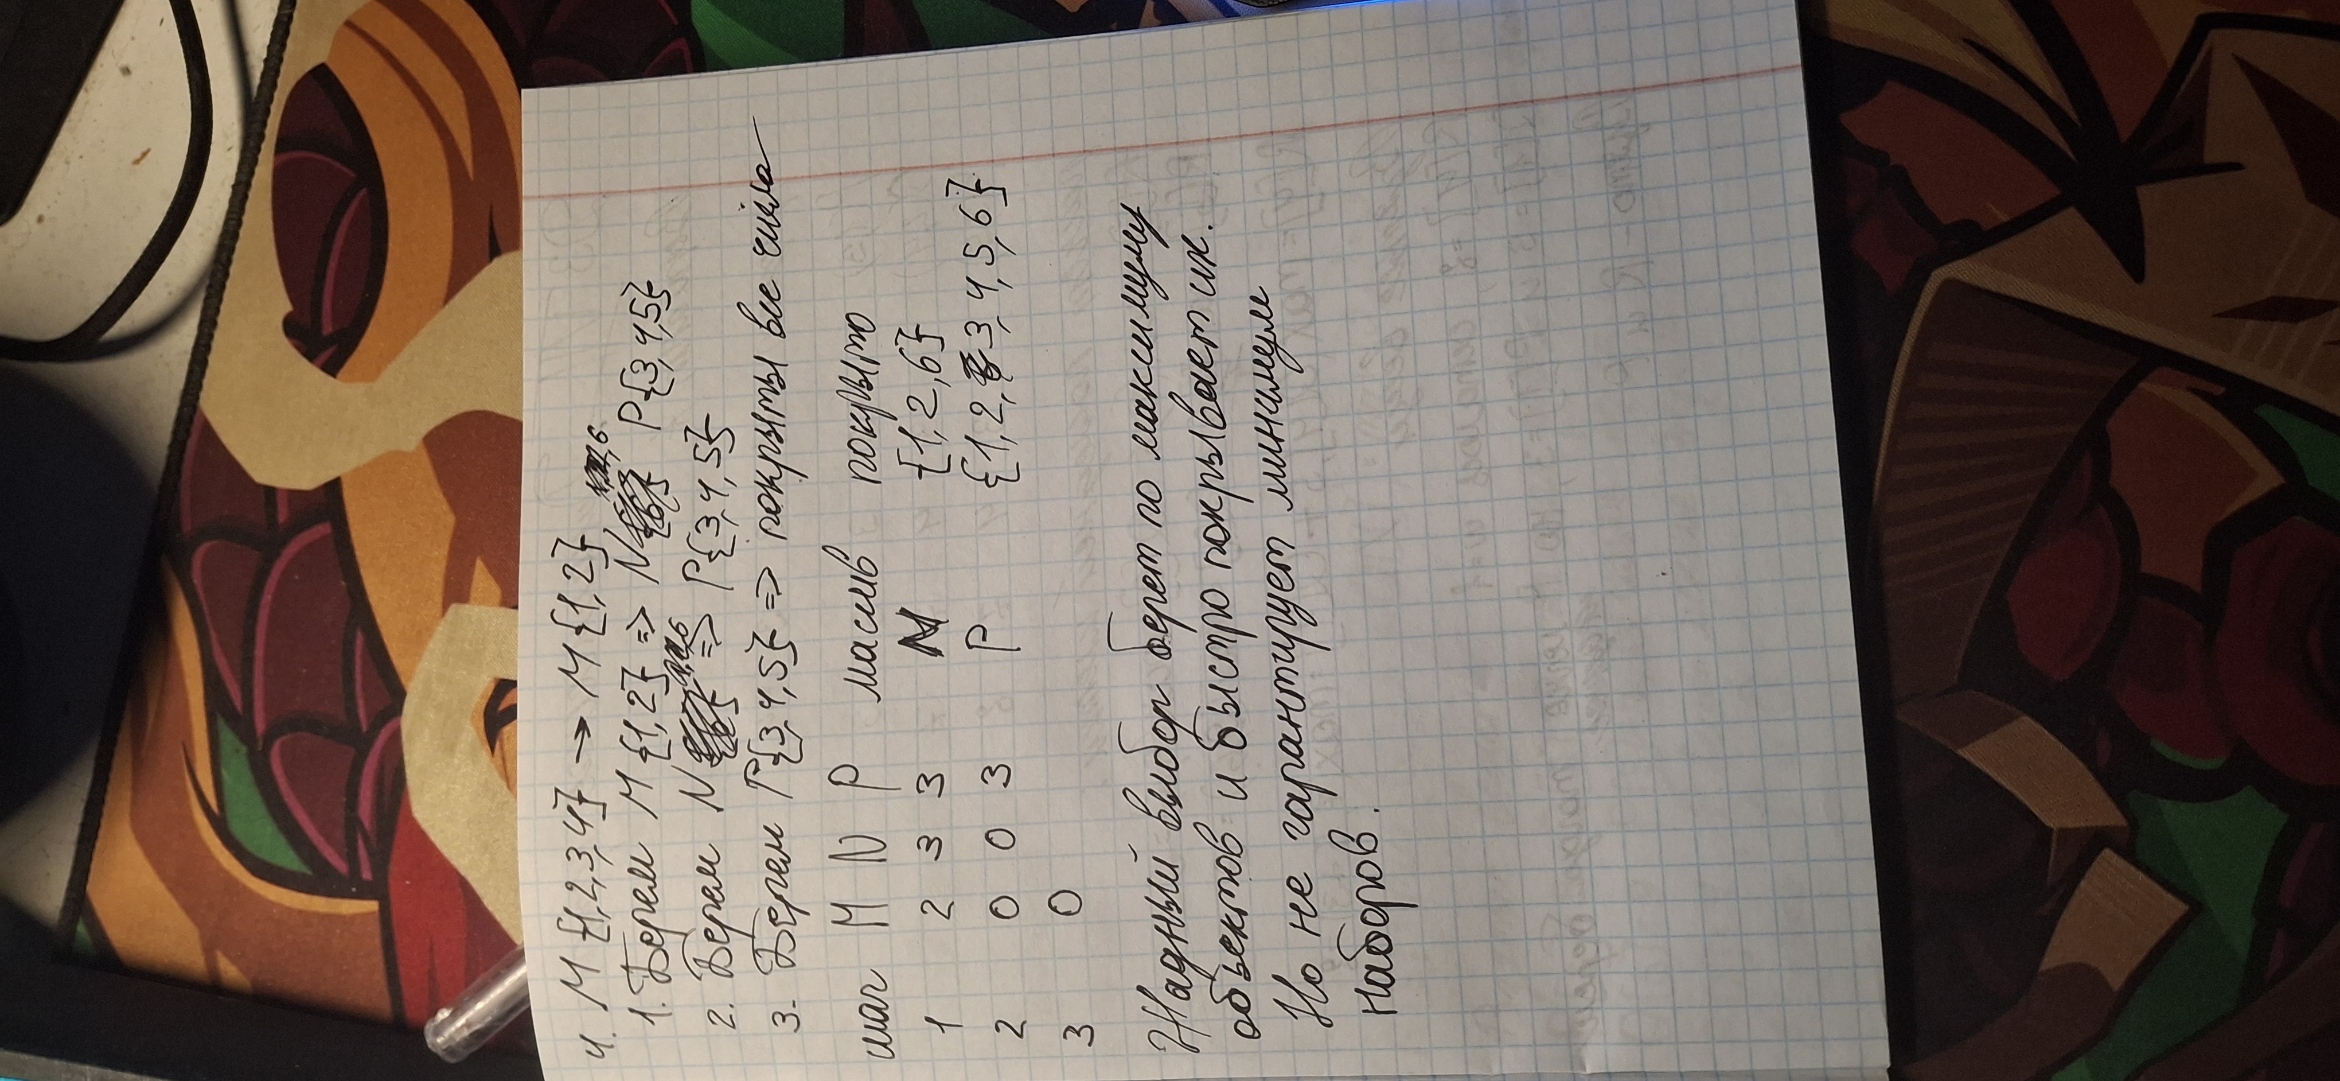 4. М {1,2,3,4} → М {1,2}
1. Берем М {1,2} => N P{3,4,5}
2. Берем N => P{3,4,5}
3. Берем P{3,4,5} => покрыты все числа
шаг M N P массив покрыто
1 2 3 3 N {1,2,6}
2 0 0 3 P {1,2,3,4,5,6}
3 0
Жадный выбор берет по максимуму
объектов и быстро покрывает их.
Но не гарантирует минимум
наборов.